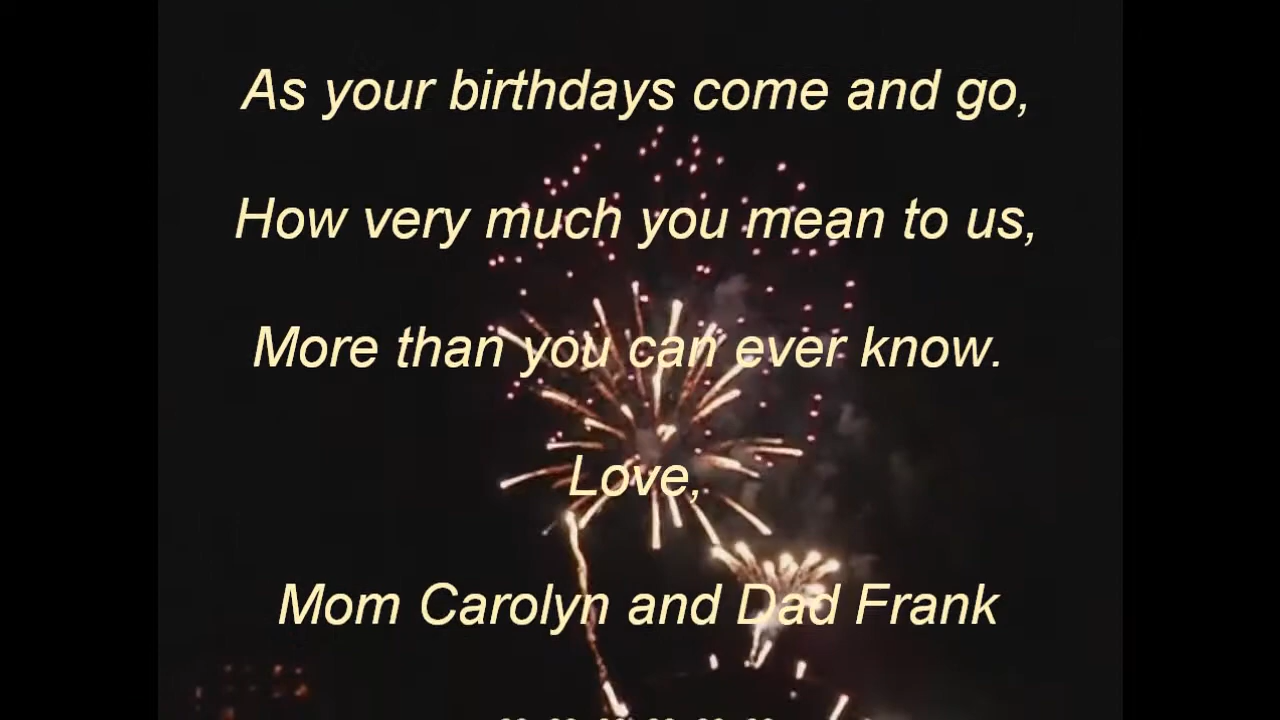 As your birthdays come and go,
How very much you mean to us,
More than you can ever know.
Love,
Mom Carolyn and Dad Frank